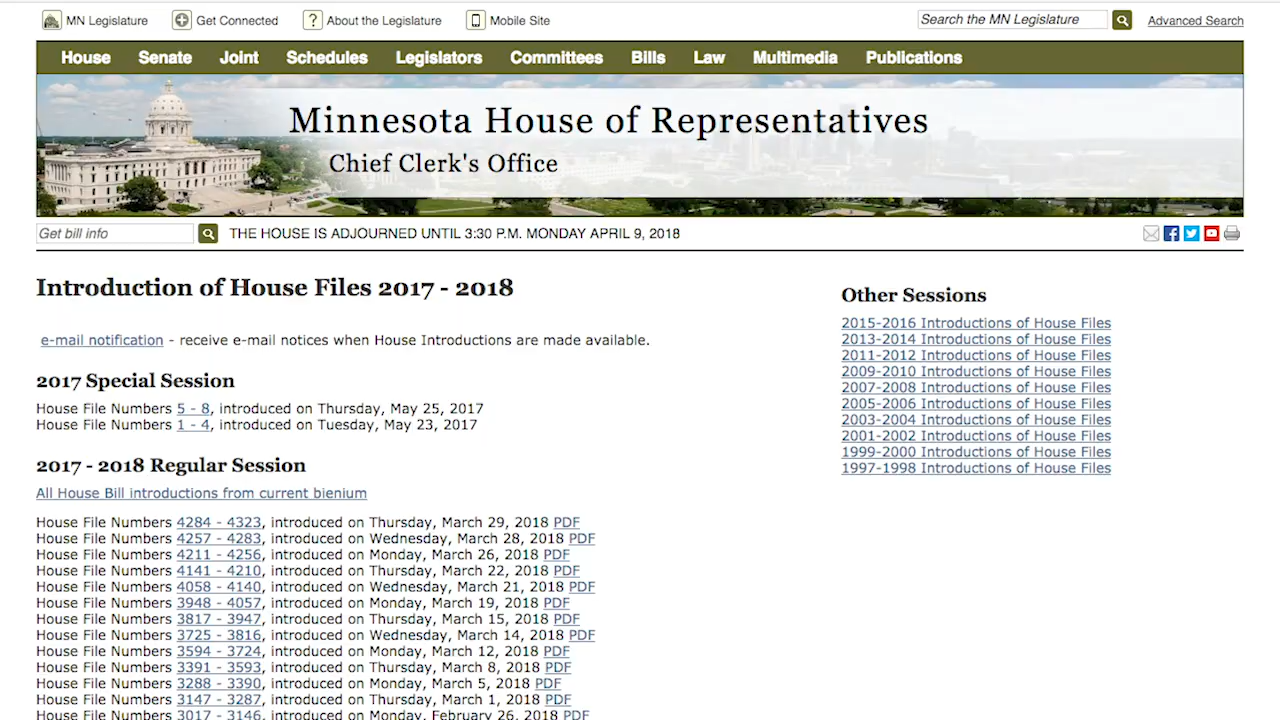 MN Legislature Get Connected ? About the Legislature Mobile Site Search the MN Legislature Advanced Search
House Senate Joint Schedules Legislators Committees Bills Law Multimedia Publications
Minnesota House of Representatives
Chief Clerk's Office
Get bill info THE HOUSE IS ADJOURNED UNTIL 3:30 P.M. MONDAY APRIL 9, 2018
Introduction of House Files 2017 - 2018
e-mail notification - receive e-mail notices when House Introductions are made available.
2017 Special Session
House File Numbers 5 - 8, introduced on Thursday, May 25, 2017
House File Numbers 1 - 4, introduced on Tuesday, May 23, 2017
2017 - 2018 Regular Session
All House Bill introductions from current bienium
House File Numbers 4284 - 4323, introduced on Thursday, March 29, 2018 PDF
House File Numbers 4257 - 4283, introduced on Wednesday, March 28, 2018 PDF
House File Numbers 4211 - 4256, introduced on Monday, March 26, 2018 PDF
House File Numbers 4141 - 4210, introduced on Thursday, March 22, 2018 PDF
House File Numbers 4058 - 4140, introduced on Wednesday, March 21, 2018 PDF
House File Numbers 3948 - 4057, introduced on Monday, March 19, 2018 PDF
House File Numbers 3817 - 3947, introduced on Thursday, March 15, 2018 PDF
House File Numbers 3725 - 3816, introduced on Wednesday, March 14, 2018 PDF
House File Numbers 3594 - 3724, introduced on Monday, March 12, 2018 PDF
House File Numbers 3391 - 3593, introduced on Thursday, March 8, 2018 PDF
House File Numbers 3288 - 3390, introduced on Monday, March 5, 2018 PDF
House File Numbers 3147 - 3287, introduced on Thursday, March 1, 2018 PDF
House File Numbers 3017 - 3146, introduced on Monday, February 26, 2018 PDF
Other Sessions
2015-2016 Introductions of House Files
2013-2014 Introductions of House Files
2011-2012 Introductions of House Files
2009-2010 Introductions of House Files
2007-2008 Introductions of House Files
2005-2006 Introductions of House Files
2003-2004 Introductions of House Files
2001-2002 Introductions of House Files
1999-2000 Introductions of House Files
1997-1998 Introductions of House Files